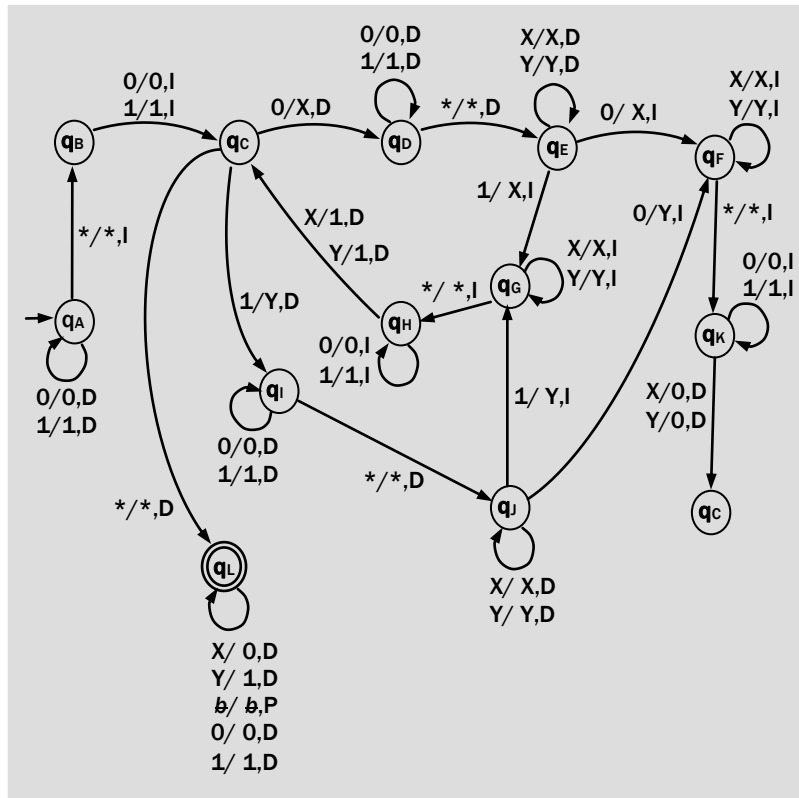 0/0,I
1/1,I
0/X,D
0/0,D
1/1,D
*/*,D
X/X,D
Y/Y,D
0/ X,I
X/X,I
Y/Y,I
qB
qC
qD
qE
qF
*/*,I
1/ X,I
0/Y,I
*/*,I
X/1,D
Y/1,D
X/X,I
Y/Y,I
0/0,I
1/1,I
qA
1/Y,D
qH
*/ *,I
qG
qK
0/0,D
1/1,D
0/0,I
1/1,I
qI
1/ Y,I
X/0,D
Y/0,D
0/0,D
1/1,D
*/*,D
*/*,D
qJ
qC
qL
X/ X,D
Y/ Y,D
X/ 0,D
Y/ 1,D
b/ b,P
0/ 0,D
1/ 1,D